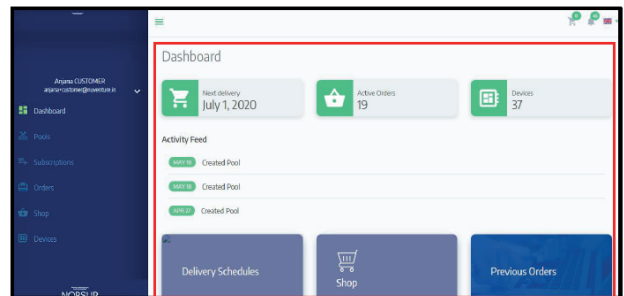 Anjana CUSTOMER
anjana+customer@nuventure.in
Dashboard
Pools
Subscriptions
Orders
Shop
Devices
Dashboard
Next delivery
July 1, 2020
Active Orders
19
Devices
37
Activity Feed
MAY 18 Created Pool
MAY 18 Created Pool
APR 27 Created Pool
Delivery Schedules
Shop
Previous Orders